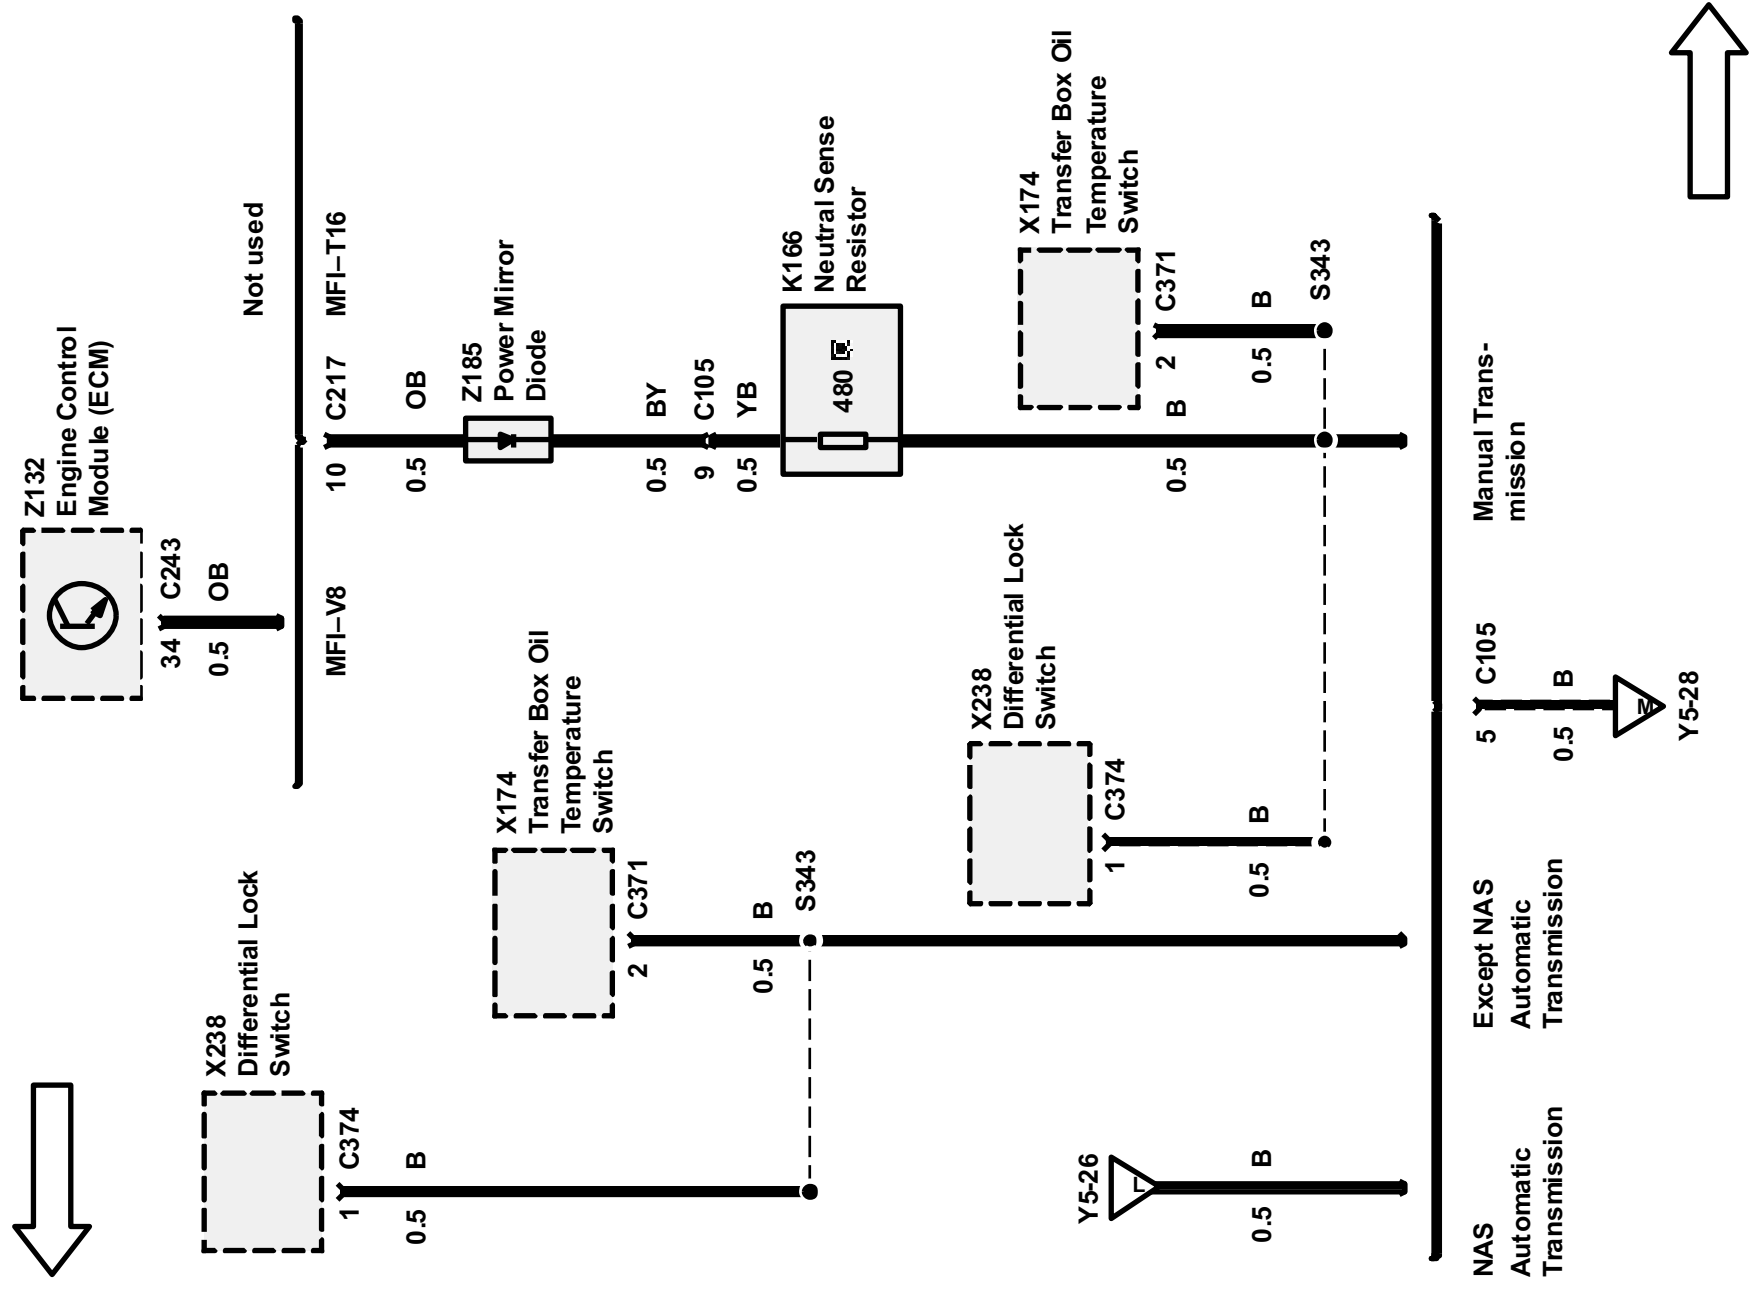 Z132
Engine Control
Module (ECM)
34
C243
0.5
OB
Not used
MFI–V8
MFI–T16
10
C217
0.5
OB
Z185
Power Mirror
Diode
0.5
BY
9
C105
0.5
YB
K166
Neutral Sense
Resistor
480
0.5
B
X174
Transfer Box Oil
Temperature
Switch
2
C371
0.5
B
S343
X238
Differential Lock
Switch
1
C374
0.5
B
X174
Transfer Box Oil
Temperature
Switch
2
C371
0.5
B
S343
X238
Differential Lock
Switch
1
C374
0.5
B
Y5-26
L
0.5
B
NAS
Automatic
Transmission
Except NAS
Automatic
Transmission
Manual Trans-
mission
5
C105
0.5
B
M
Y5-28